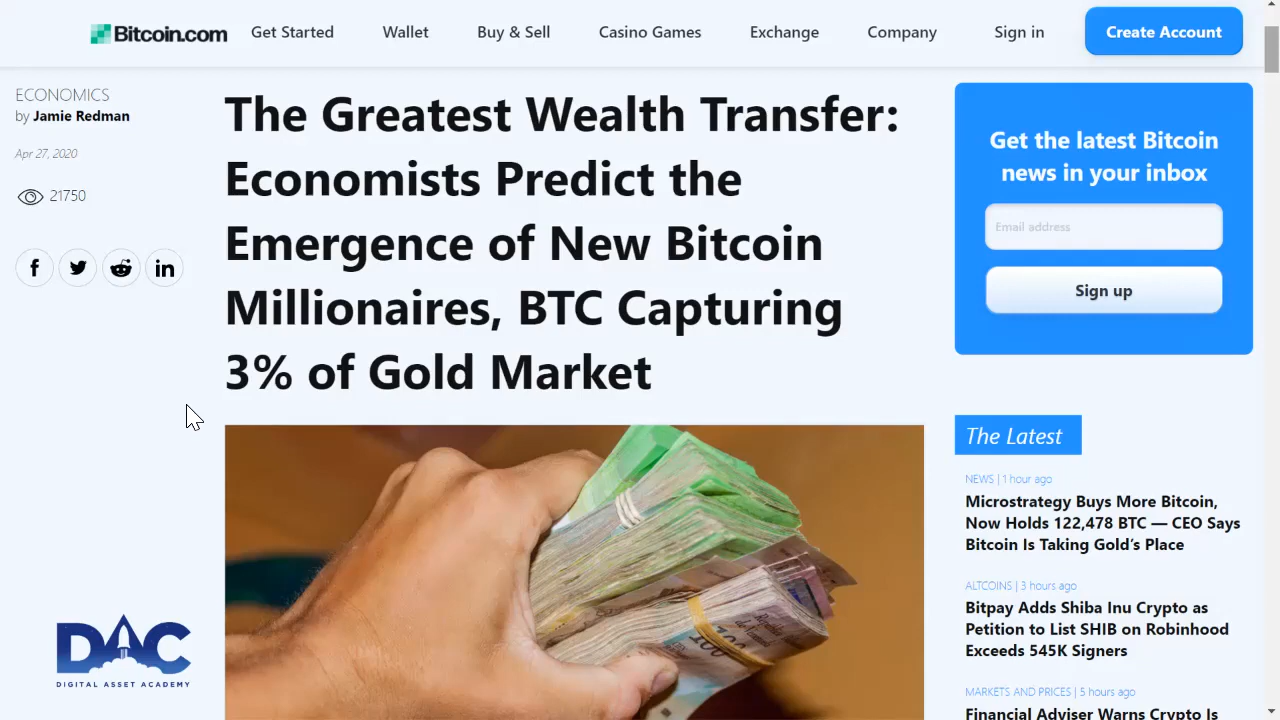 Bitcoin.com
Get Started
Wallet
Buy & Sell
Casino Games
Exchange
Company
Sign in
Create Account
ECONOMICS
by Jamie Redman
Apr 27, 2020
21750
The Greatest Wealth Transfer:
Economists Predict the
Emergence of New Bitcoin
Millionaires, BTC Capturing
3% of Gold Market
Get the latest Bitcoin
news in your inbox
Email address
Sign up
The Latest
NEWS | 1 hour ago
Microstrategy Buys More Bitcoin,
Now Holds 122,478 BTC — CEO Says
Bitcoin Is Taking Gold’s Place
ALTCOINS | 3 hours ago
Bitpay Adds Shiba Inu Crypto as
Petition to List SHIB on Robinhood
Exceeds 545K Signers
MARKETS AND PRICES | 5 hours ago
Financial Adviser Warns Crypto Is
DAC
DIGITAL ASSET ACADEMY